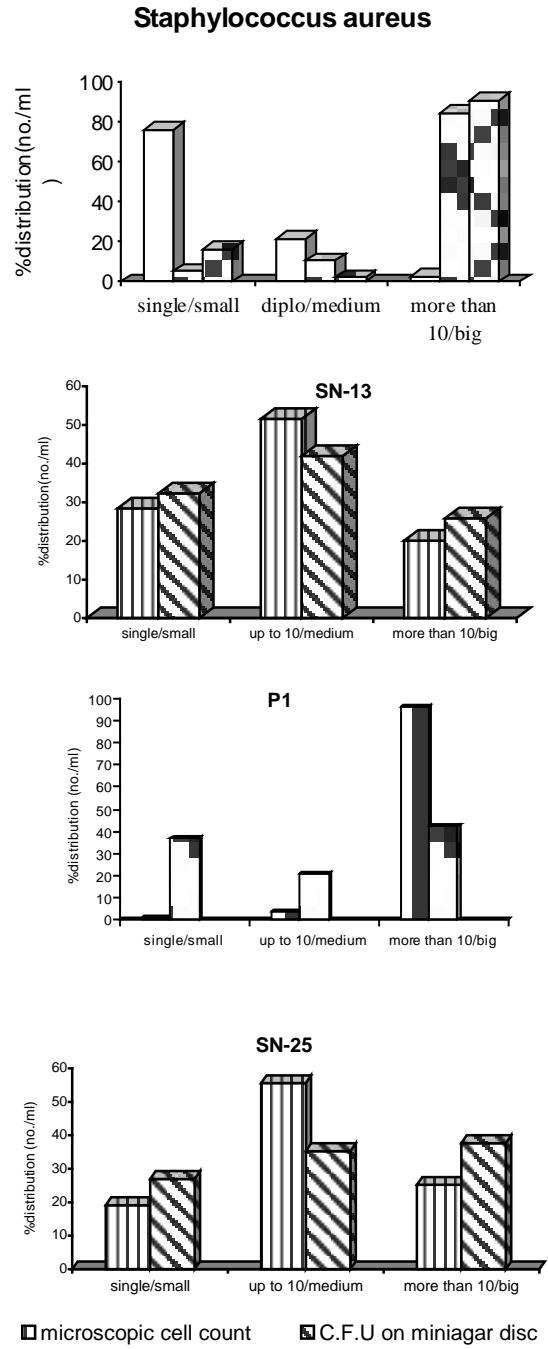 Staphylococcus aureus
%distribution(no./ml
)
100
80
60
40
20
0
single/small diplo/medium more than
10/big
SN-13
%distribution(no./ml)
60
50
40
30
20
10
0
single/small up to 10/medium more than 10/big
P1
%distribution (no./ml)
100
90
80
70
60
50
40
30
20
10
0
single/small up to 10/medium more than 10/big
SN-25
%distribution (no./ml)
60
50
40
30
20
10
0
single/small up to 10/medium more than 10/big
microscopic cell count C.F.U on miniagar disc